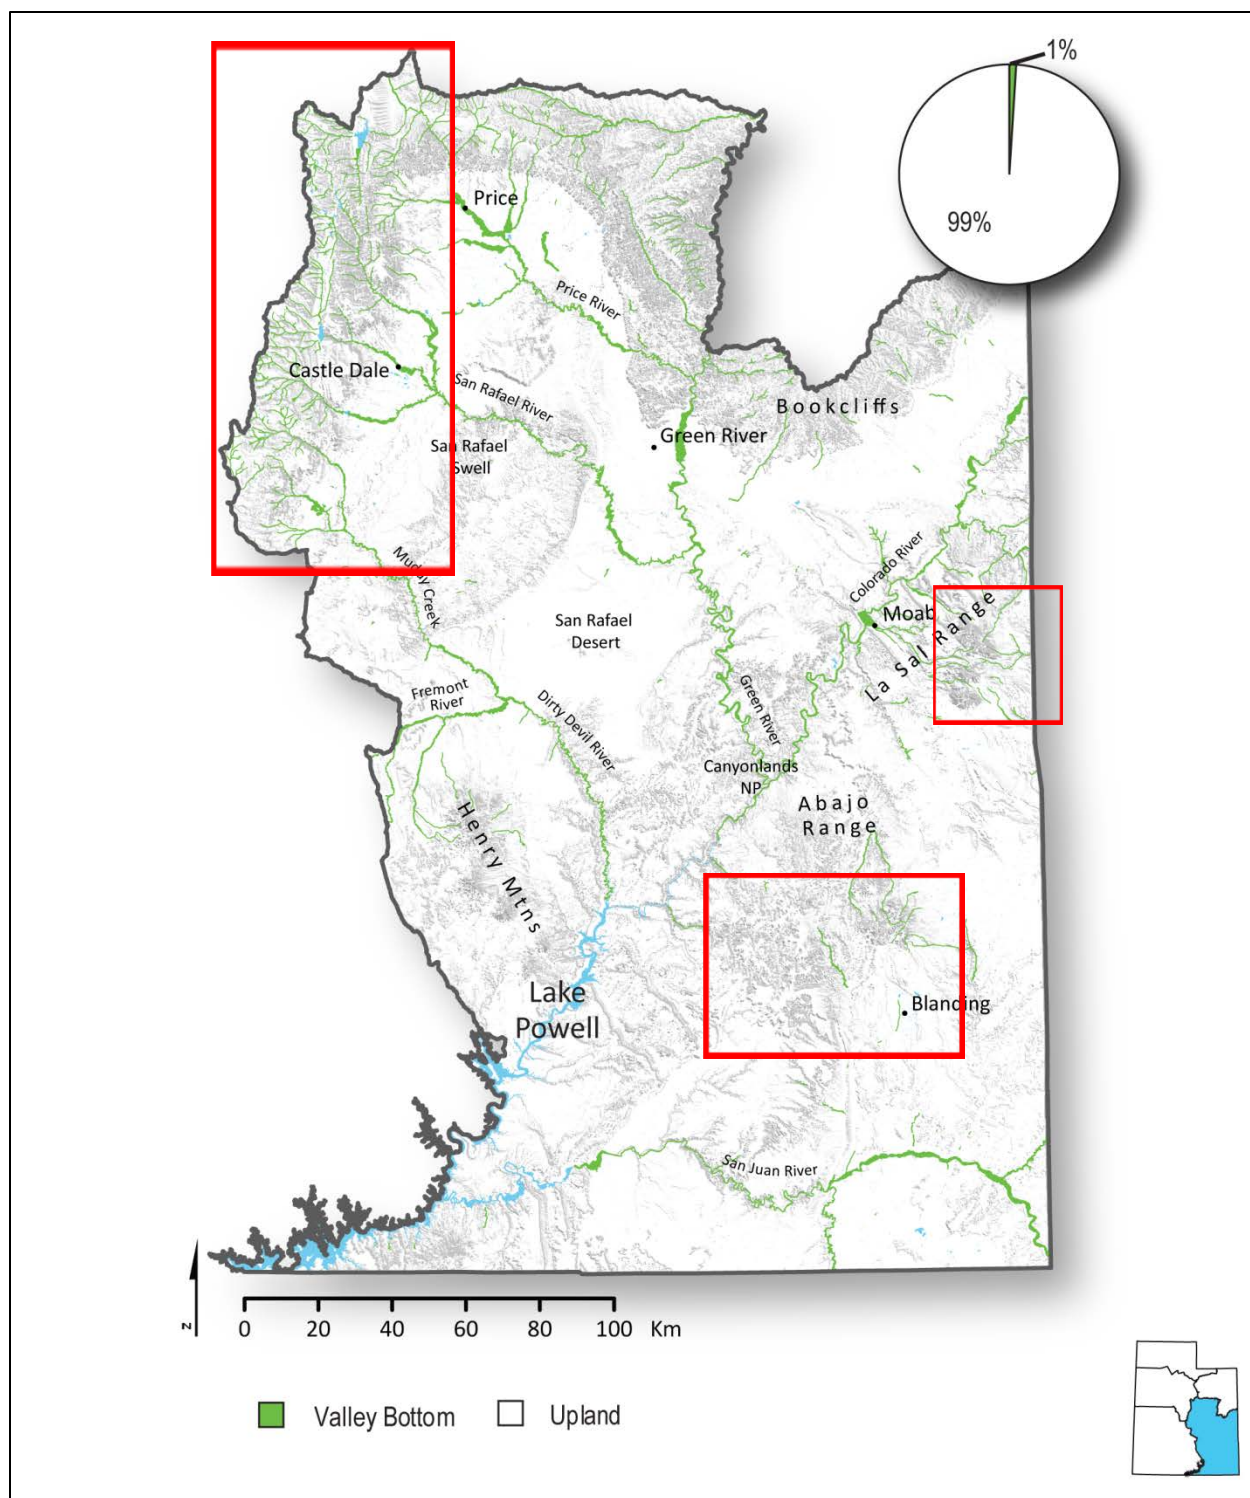 1%
99%
Price
Price
River
Castle Dale
San Rafael River
Bookcliffs
Green River
San Rafael
Swell
Muddy
Creek
Colorado River
Moab
La Sal Range
San Rafael
Desert
Fremont
River
Dirty Devil River
Green River
Canyonlands
NP
Abajo
Range
Henry Mtns
Lake
Powell
Blanding
San Juan River
z
0 20 40 60 80 100 Km
Valley Bottom Upland